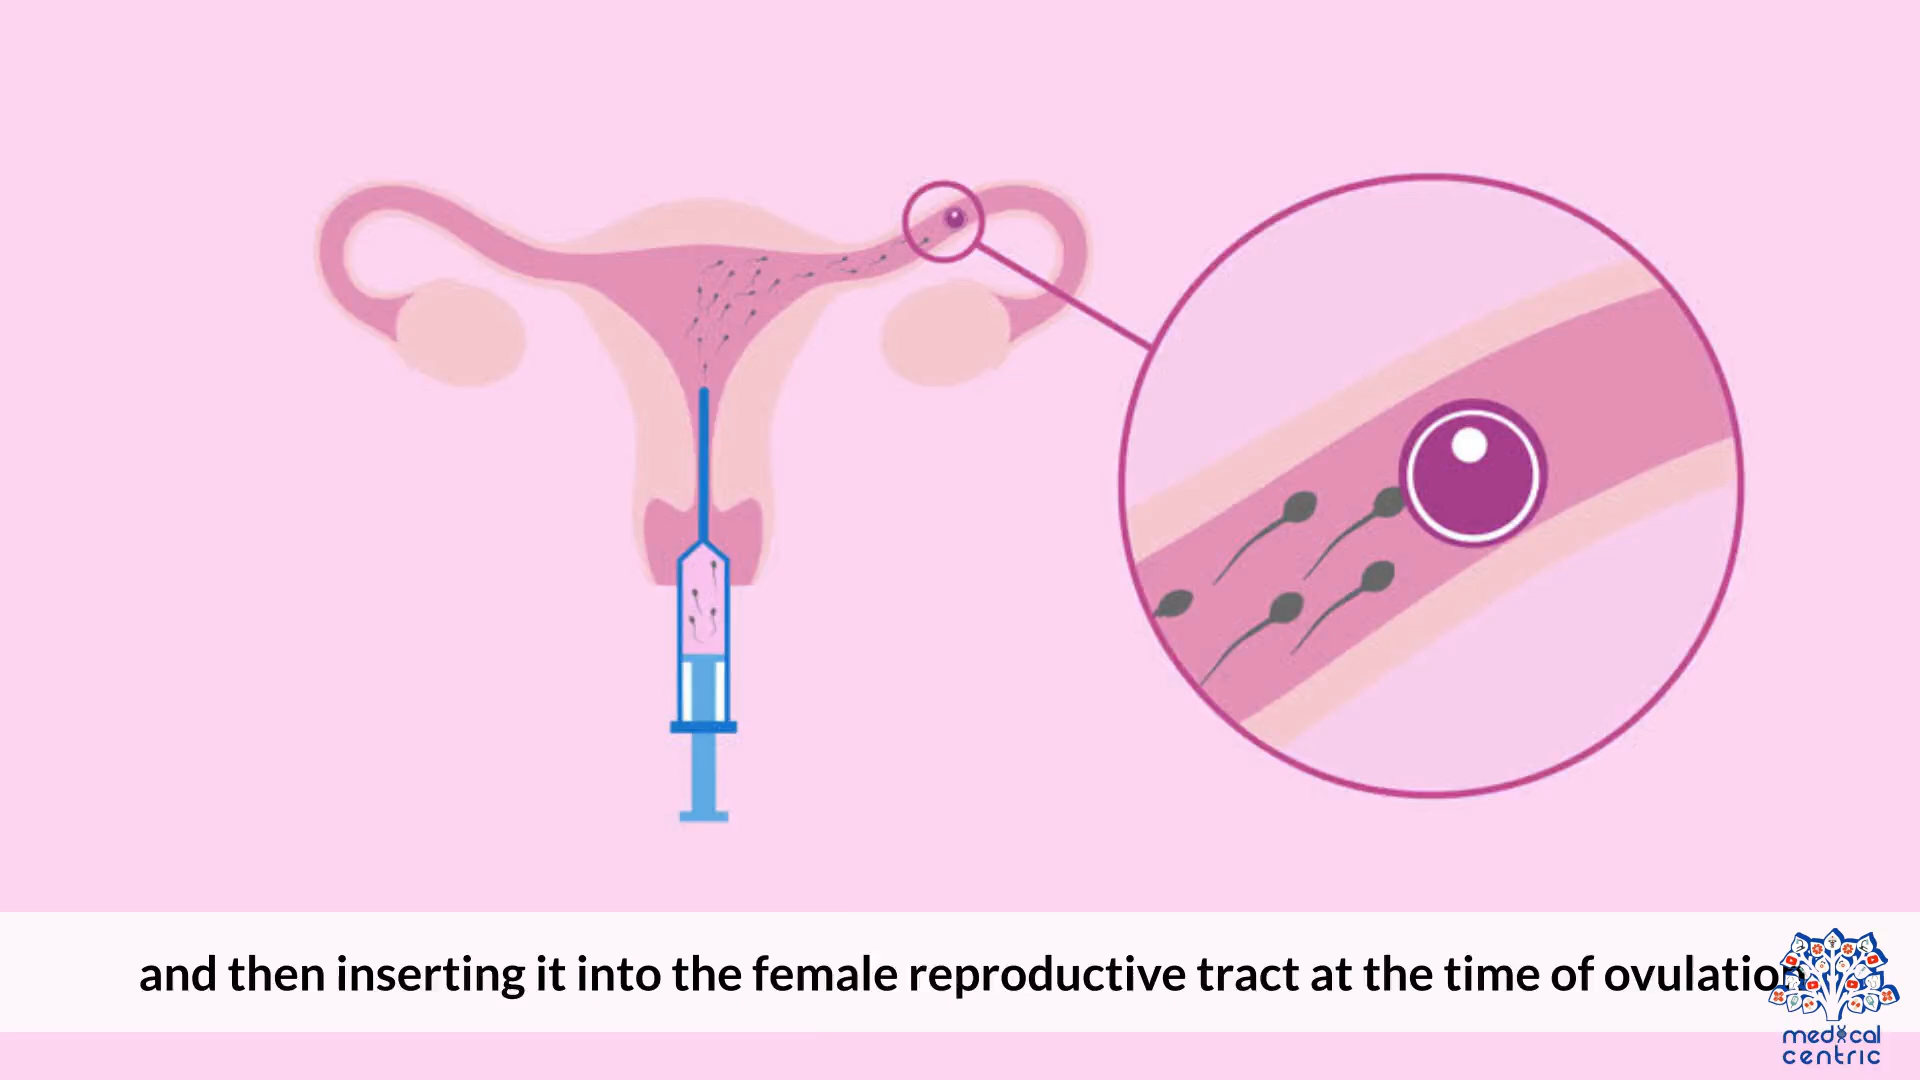 and then inserting it into the female reproductive tract at the time of ovulation
medical
centric